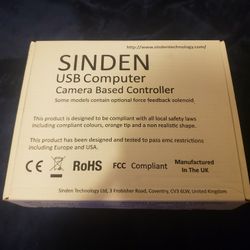 http://www.sindentechnology.com/
SINDEN
USB Computer
Camera Based Controller
Some models contain optional force feedback solenoid.
This product is designed to be compliant with all local safety laws
including compliant colours, orange tip and a non realistic shape.
This product is designed and tested to pass emc restrictions
including Europe and USA.
CE RoHS FCC Compliant Manufactured
In The UK
Sinden Technology Ltd, 3 Frobisher Road, Coventry, CV3 6LW, United Kingdom